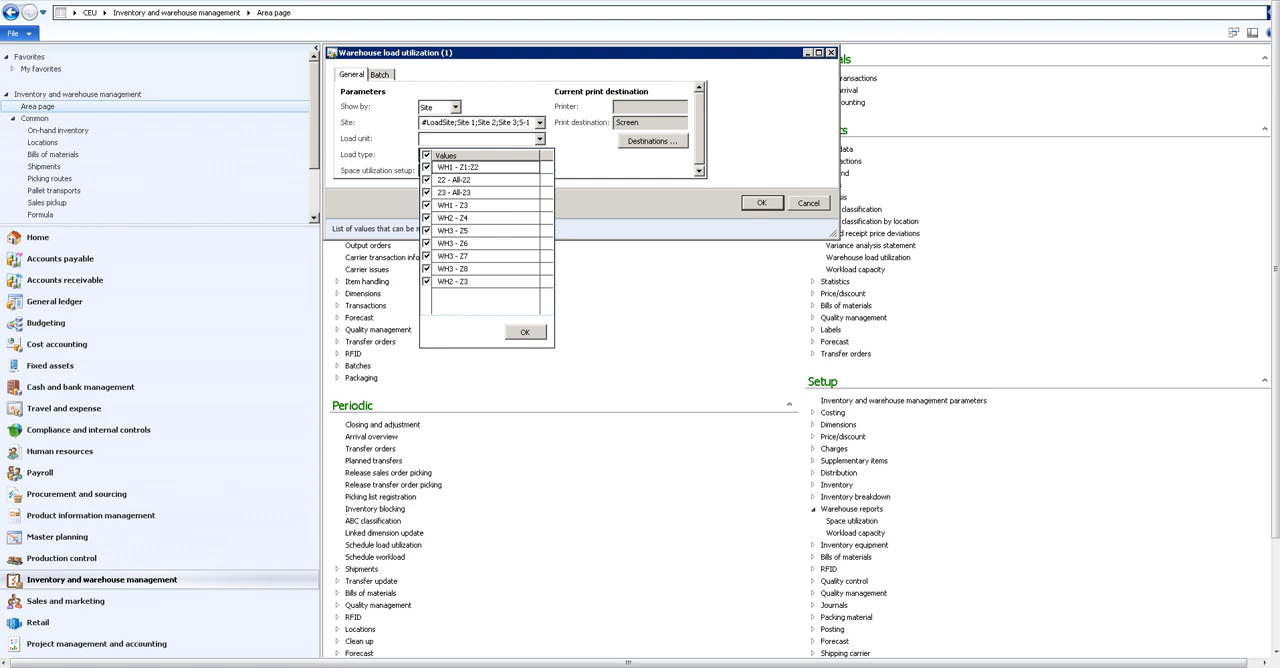 CEU Inventory and warehouse management Area page
File
Favorites
My favorites
Inventory and warehouse management
Area page
Common
On-hand inventory
Locations
Bills of materials
Shipments
Picking routes
Pallet transports
Sales pickup
Formula
Home
Accounts payable
Accounts receivable
General ledger
Budgeting
Cost accounting
Fixed assets
Cash and bank management
Travel and expense
Compliance and internal controls
Human resources
Payroll
Procurement and sourcing
Product information management
Master planning
Production control
Inventory and warehouse management
Sales and marketing
Retail
Project management and accounting
Warehouse load utilization (1)
General Batch
Parameters
Show by: Site
Site: #LoadSite;Site 1;Site 2;Site 3;S-1
Load unit:
Load type:
Space utilization setup:
Current print destination
Printer:
Print destination: Screen
Destinations ...
Values
WH1 - Z1:Z2
22 - All-22
23 - All-23
WH1 - Z3
WH2 - Z4
WH3 - Z5
WH3 - Z6
WH3 - Z7
WH3 - Z8
WH2 - Z3
OK
OK Cancel
List of values that can be
Output orders
Carrier transaction info
Carrier issues
Item handling
Dimensions
Transactions
Forecast
Quality management
Transfer orders
RFID
Batches
Packaging
Periodic
Closing and adjustment
Arrival overview
Transfer orders
Planned transfers
Release sales order picking
Release transfer order picking
Picking list registration
Inventory blocking
ABC classification
Linked dimension update
Schedule load utilization
Schedule workload
Shipments
Transfer update
Bills of materials
Quality management
RFID
Locations
Clean up
Forecast
als
ansactions
rrival
ounting
ts
data
actions
nd
s
classification
classification by location
d receipt price deviations
Variance analysis statement
Warehouse load utilization
Workload capacity
Statistics
Price/discount
Bills of materials
Quality management
Labels
Forecast
Transfer orders
Setup
Inventory and warehouse management parameters
Costing
Dimensions
Price/discount
Charges
Supplementary items
Distribution
Inventory
Inventory breakdown
Warehouse reports
Space utilization
Workload capacity
Inventory equipment
Bills of materials
RFID
Quality control
Quality management
Journals
Packing material
Posting
Forecast
Shipping carrier